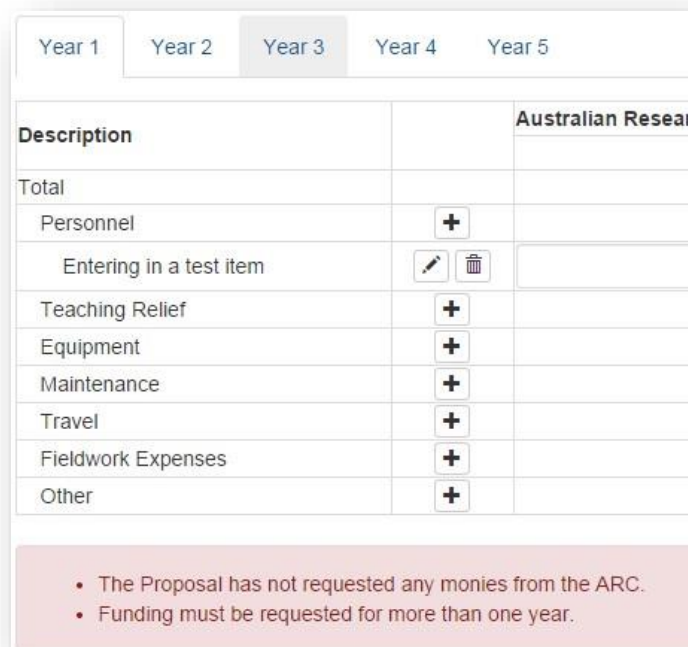 Year 1 Year 2 Year 3 Year 4 Year 5
Australian
Description
Total
Personnel
Entering in a test item
Teaching Relief
Equipment
Maintenance
Travel
Fieldwork Expenses
Other
• The Proposal has not requested any monies from the ARC.
• Funding must be requested for more than one year.